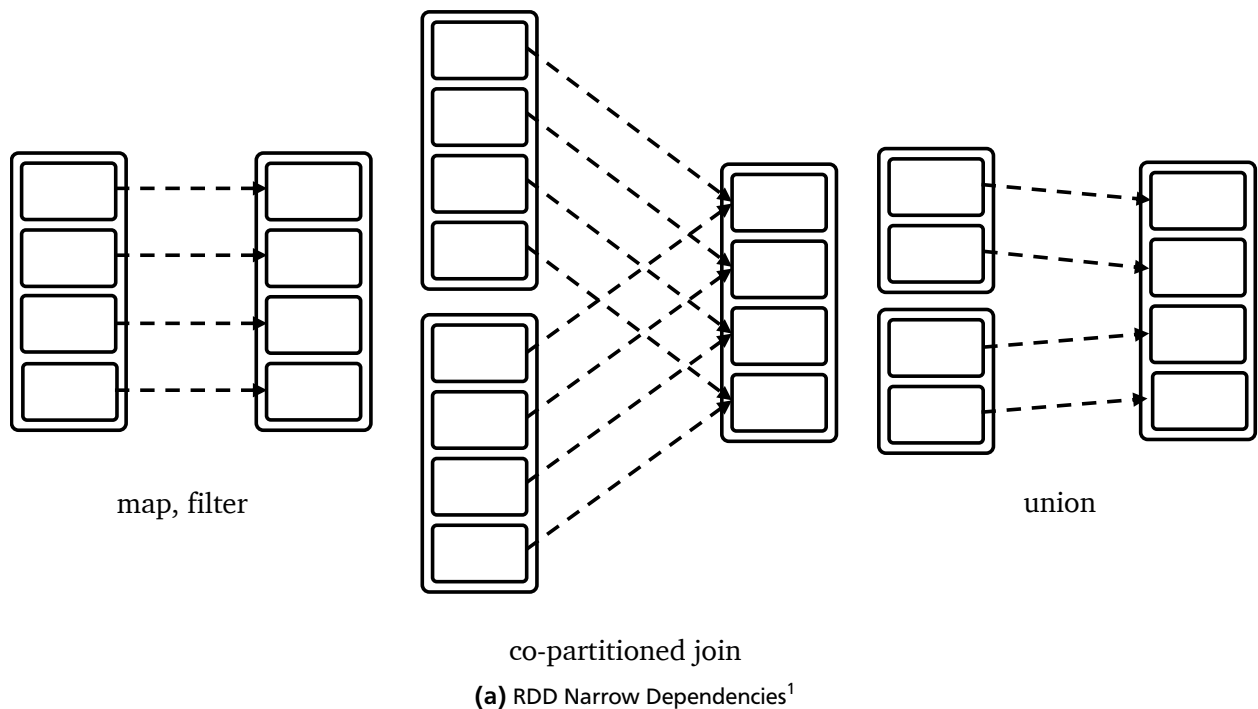 map, filter
union
co-partitioned join
(a) RDD Narrow Dependencies¹